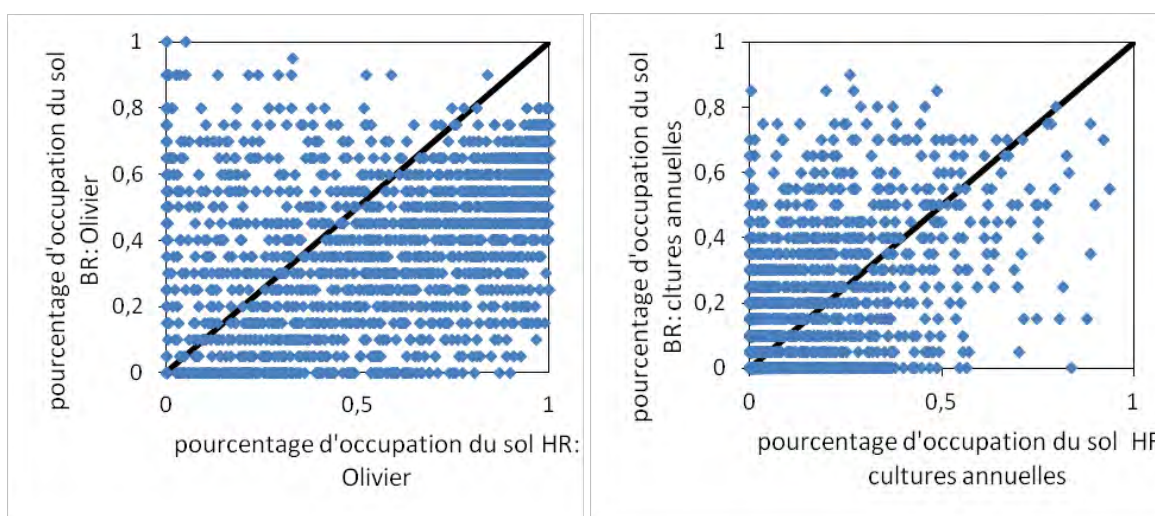 pourcentage d'occupation du sol
BR: Olivier
1
0,8
0,6
0,4
0,2
0
0
0,5
1
pourcentage d'occupation du sol HR:
Olivier
pourcentage d'occupation du sol
BR: cltures annuelles
1
0,8
0,6
0,4
0,2
0
0
0,5
1
pourcentage d'occupation du sol HR
cultures annuelles